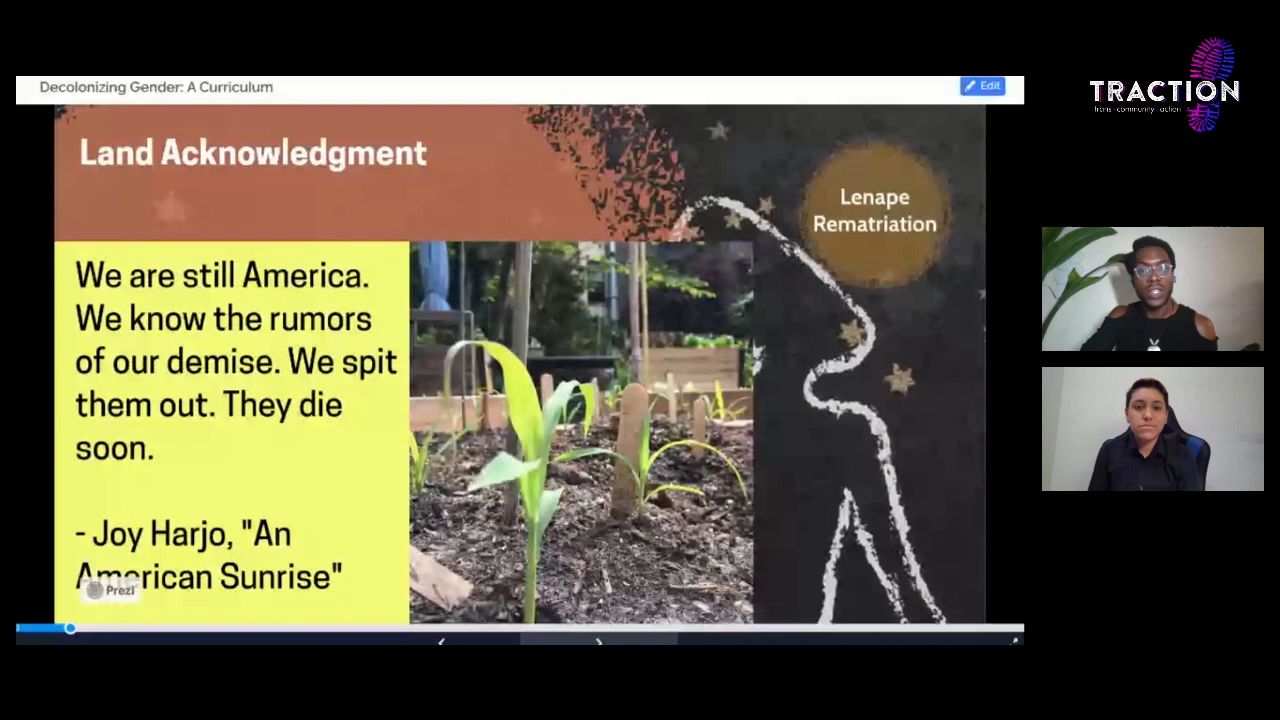 Decolonizing Gender: A Curriculum
Edit
TRACTION
trans · community · action
Land Acknowledgment
Lenape
Rematriation
We are still America.
We know the rumors
of our demise. We spit
them out. They die
soon.
- Joy Harjo, "An
American Sunrise"
Prezi